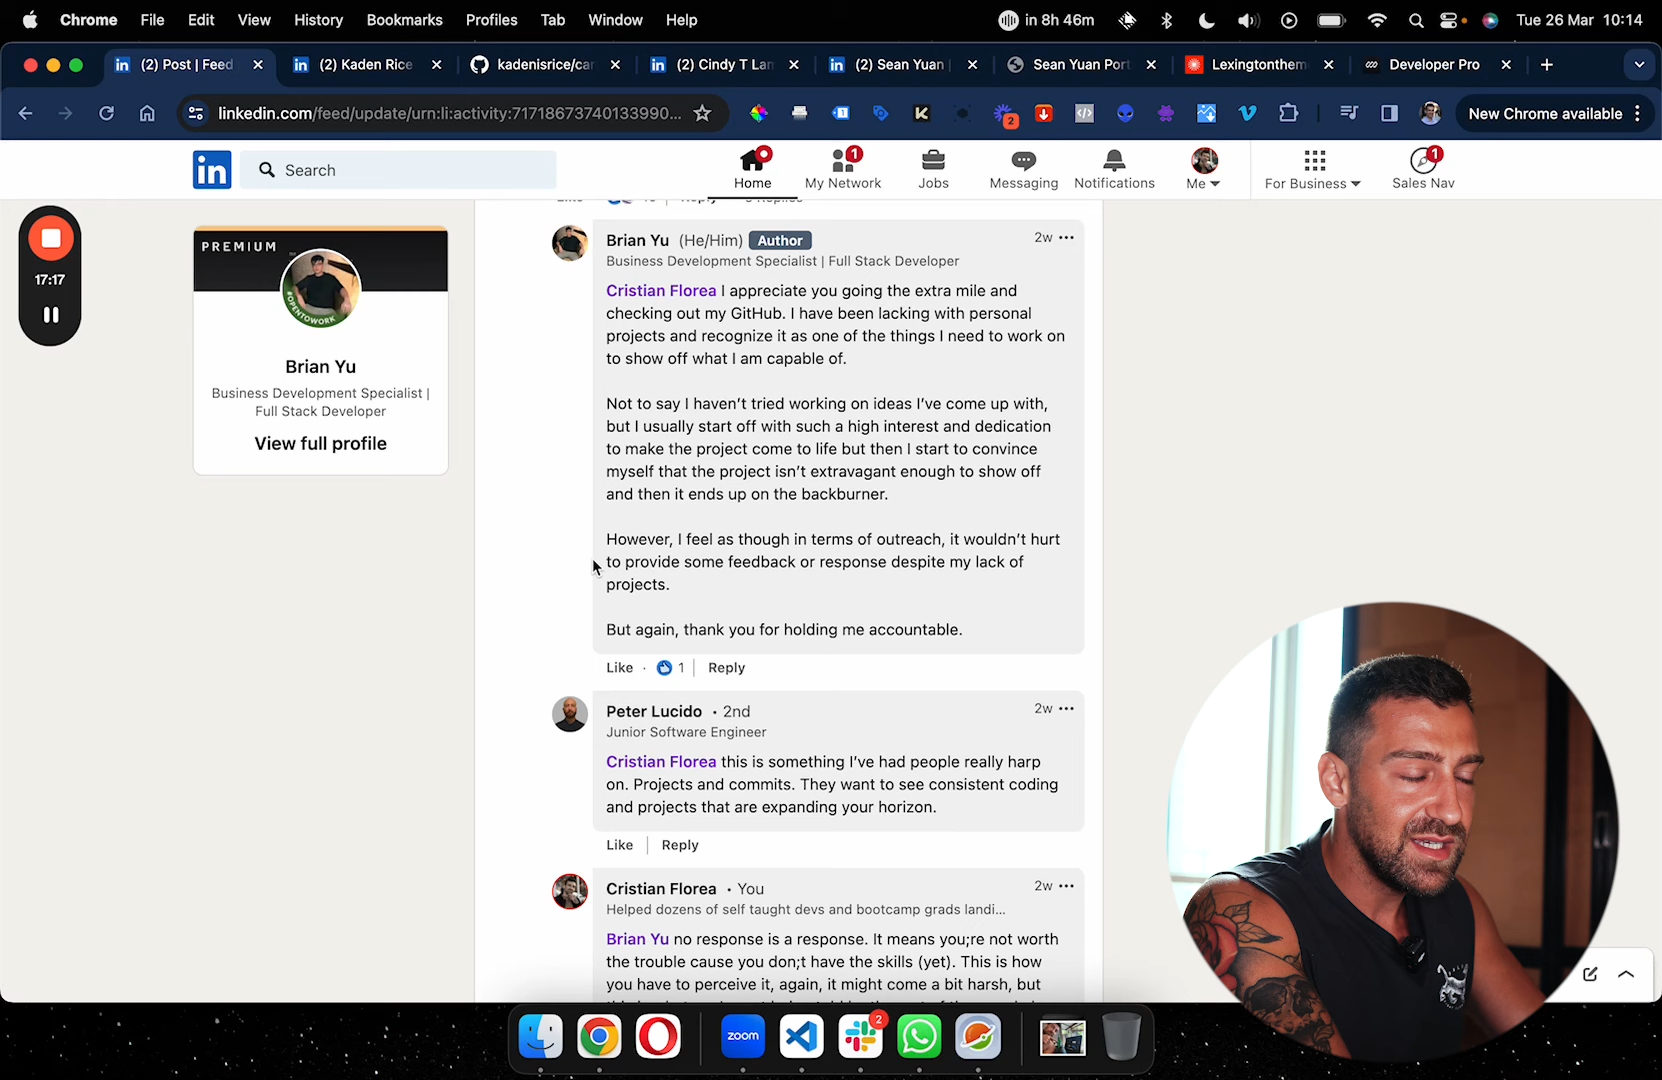 Chrome File Edit View History Bookmarks Profiles Tab Window Help
in 8h 46m
Tue 26 Mar 10:14
(2) Post | Feed
(2) Kaden Rice
kadenisrice/car
(2) Cindy T Lam
(2) Sean Yuan
Sean Yuan Port
Lexingtonthem
Developer Pro
linkedin.com/feed/update/urn:li:activity:71718673740133990...
2
New Chrome available
in
Search
Home
1
My Network
Jobs
Messaging
Notifications
Me
For Business
1
Sales Nav
17:17
PREMIUM
#OPENTOWORK
Brian Yu
Business Development Specialist |
Full Stack Developer
View full profile
Brian Yu (He/Him) Author 2w
Business Development Specialist | Full Stack Developer
Cristian Florea I appreciate you going the extra mile and
checking out my GitHub. I have been lacking with personal
projects and recognize it as one of the things I need to work on
to show off what I am capable of.
Not to say I haven't tried working on ideas I've come up with,
but I usually start off with such a high interest and dedication
to make the project come to life but then I start to convince
myself that the project isn't extravagant enough to show off
and then it ends up on the backburner.
However, I feel as though in terms of outreach, it wouldn't hurt
to provide some feedback or response despite my lack of
projects.
But again, thank you for holding me accountable.
Like · 1 | Reply
Peter Lucido · 2nd 2w
Junior Software Engineer
Cristian Florea this is something I've had people really harp
on. Projects and commits. They want to see consistent coding
and projects that are expanding your horizon.
Like | Reply
Cristian Florea · You 2w
Helped dozens of self taught devs and bootcamp grads landi...
Brian Yu no response is a response. It means you;re not worth
the trouble cause you don;t have the skills (yet). This is how
you have to perceive it, again, it might come a bit harsh, but
zoom
2